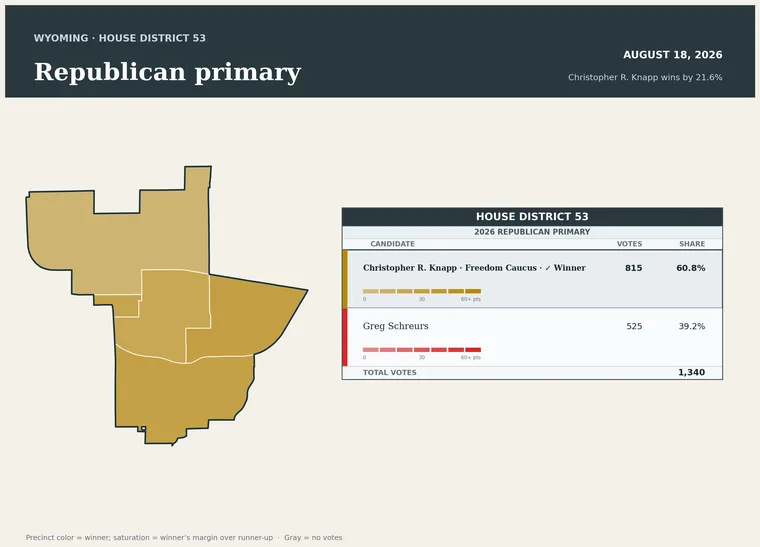 WYOMING · HOUSE DISTRICT 53
Republican primary
AUGUST 18, 2026
Christopher R. Knapp wins by 21.6%
HOUSE DISTRICT 53
2026 REPUBLICAN PRIMARY
CANDIDATE VOTES SHARE
Christopher R. Knapp · Freedom Caucus · ✓ Winner 815 60.8%
0 30 60+ pts
Greg Schreurs 525 39.2%
0 30 60+ pts
TOTAL VOTES 1,340
Precinct color = winner; saturation = winner's margin over runner-up · Gray = no votes